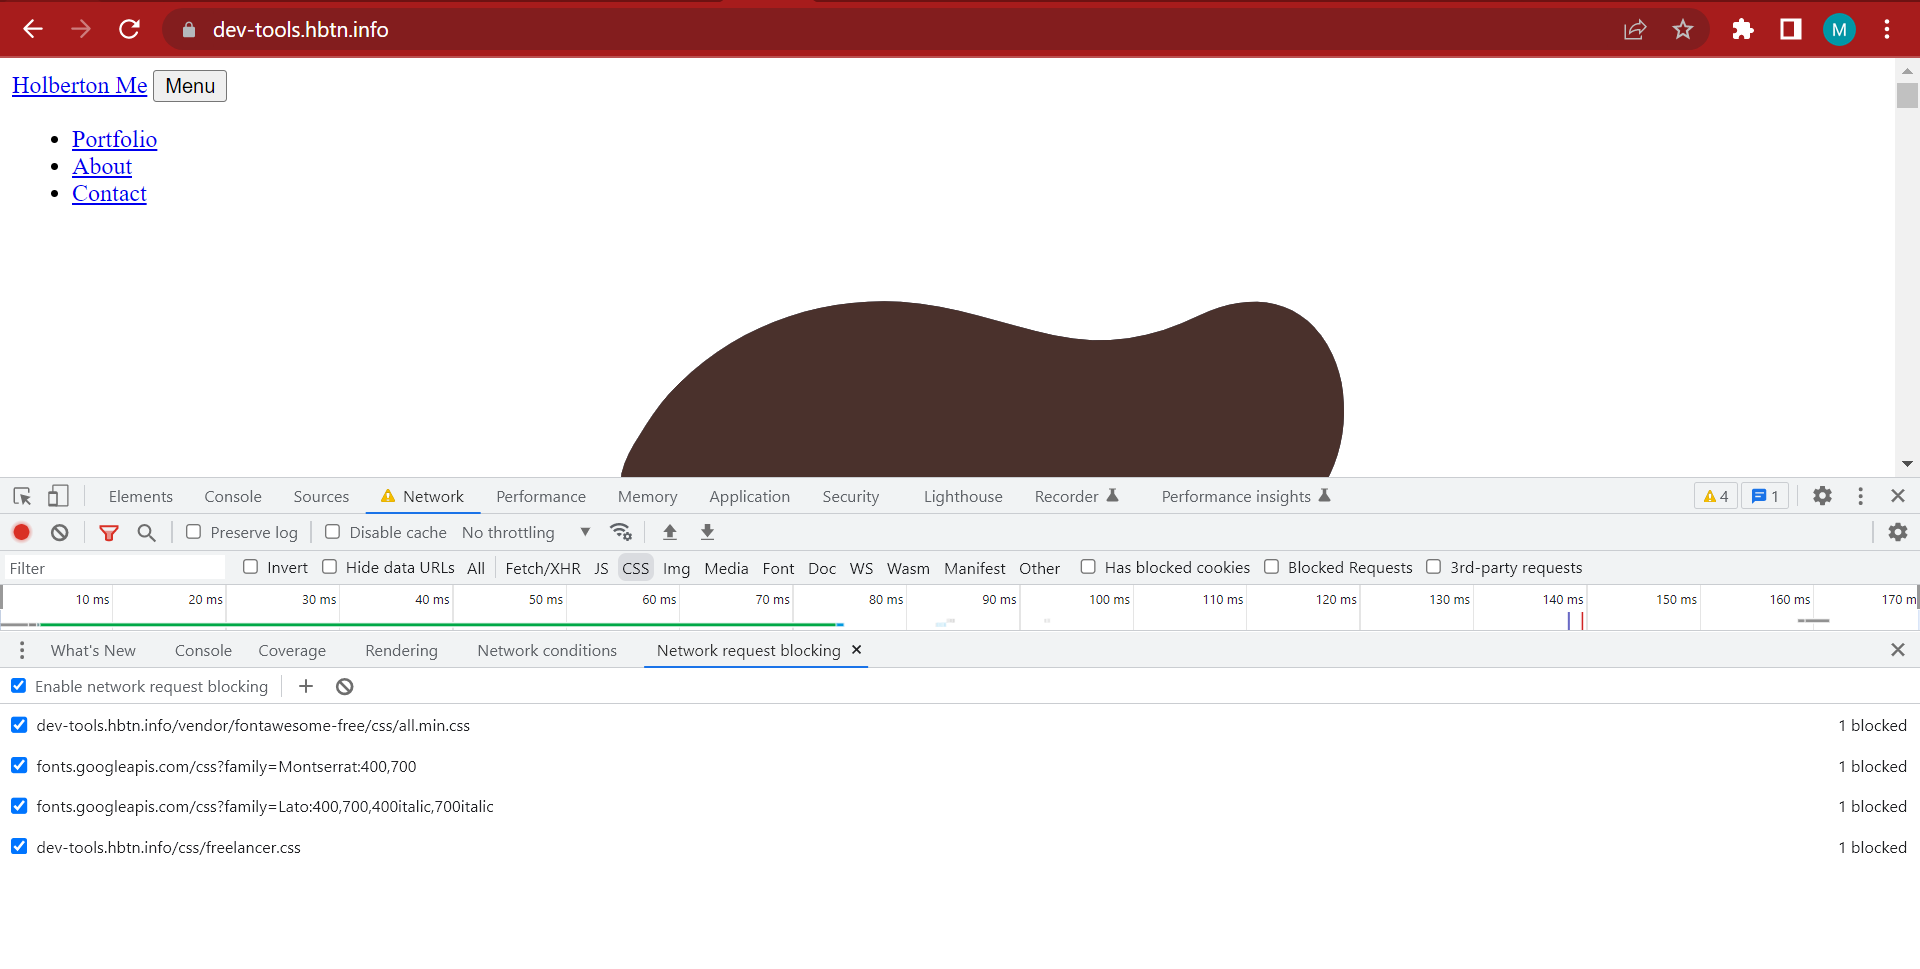 dev-tools.hbtn.info
M
Holberton Me Menu
Portfolio
About
Contact
Elements Console Sources Network Performance Memory Application Security Lighthouse Recorder Performance insights 4 1
Preserve log Disable cache No throttling
Filter Invert Hide data URLs All Fetch/XHR JS CSS Img Media Font Doc WS Wasm Manifest Other Has blocked cookies Blocked Requests 3rd-party requests
10 ms 20 ms 30 ms 40 ms 50 ms 60 ms 70 ms 80 ms 90 ms 100 ms 110 ms 120 ms 130 ms 140 ms 150 ms 160 ms 170 m
What's New Console Coverage Rendering Network conditions Network request blocking
Enable network request blocking
dev-tools.hbtn.info/vendor/fontawesome-free/css/all.min.css 1 blocked
fonts.googleapis.com/css?family=Montserrat:400,700 1 blocked
fonts.googleapis.com/css?family=Lato:400,700,400italic,700italic 1 blocked
dev-tools.hbtn.info/css/freelancer.css 1 blocked